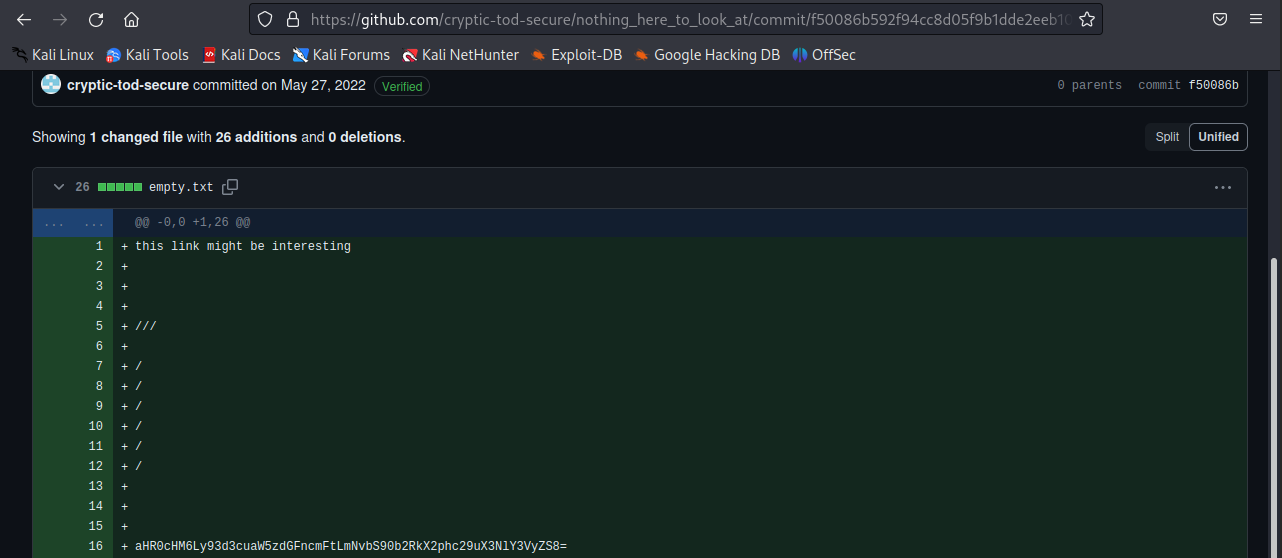 https://github.com/cryptic-tod-secure/nothing_here_to_look_at/commit/f50086b592f94cc8d05f9b1dde2eeb10
Kali Linux Kali Tools Kali Docs Kali Forums Kali NetHunter Exploit-DB Google Hacking DB OffSec
cryptic-tod-secure committed on May 27, 2022 Verified 0 parents commit f50086b
Showing 1 changed file with 26 additions and 0 deletions. Split Unified
26 empty.txt ...
... ... @@ -0,0 +1,26 @@
1 + this link might be interesting
2 +
3 +
4 +
5 + ///
6 +
7 + /
8 + /
9 + /
10 + /
11 + /
12 + /
13 +
14 +
15 +
16 + aHR0cHM6Ly93d3cuaW5zdGFncmFtLmNvbS90b2RkX2phc29uX3NlY3VyZS8=